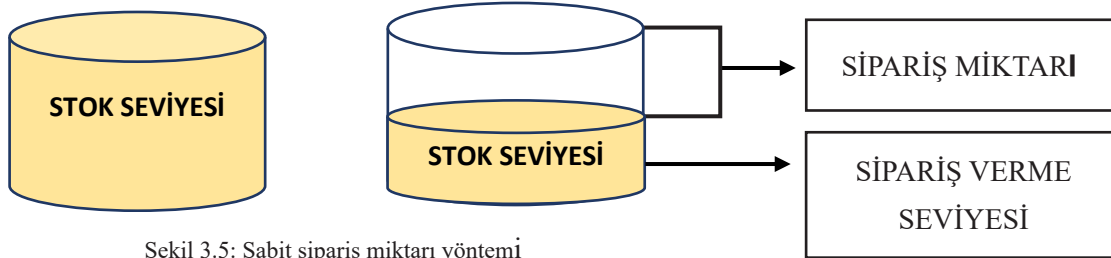 STOK SEVİYESİ
STOK SEVİYESİ
SİPARİŞ MİKTARI
SİPARİŞ VERME
SEVİYESİ
Şekil 3.5: Sabit sipariş miktarı yöntemi